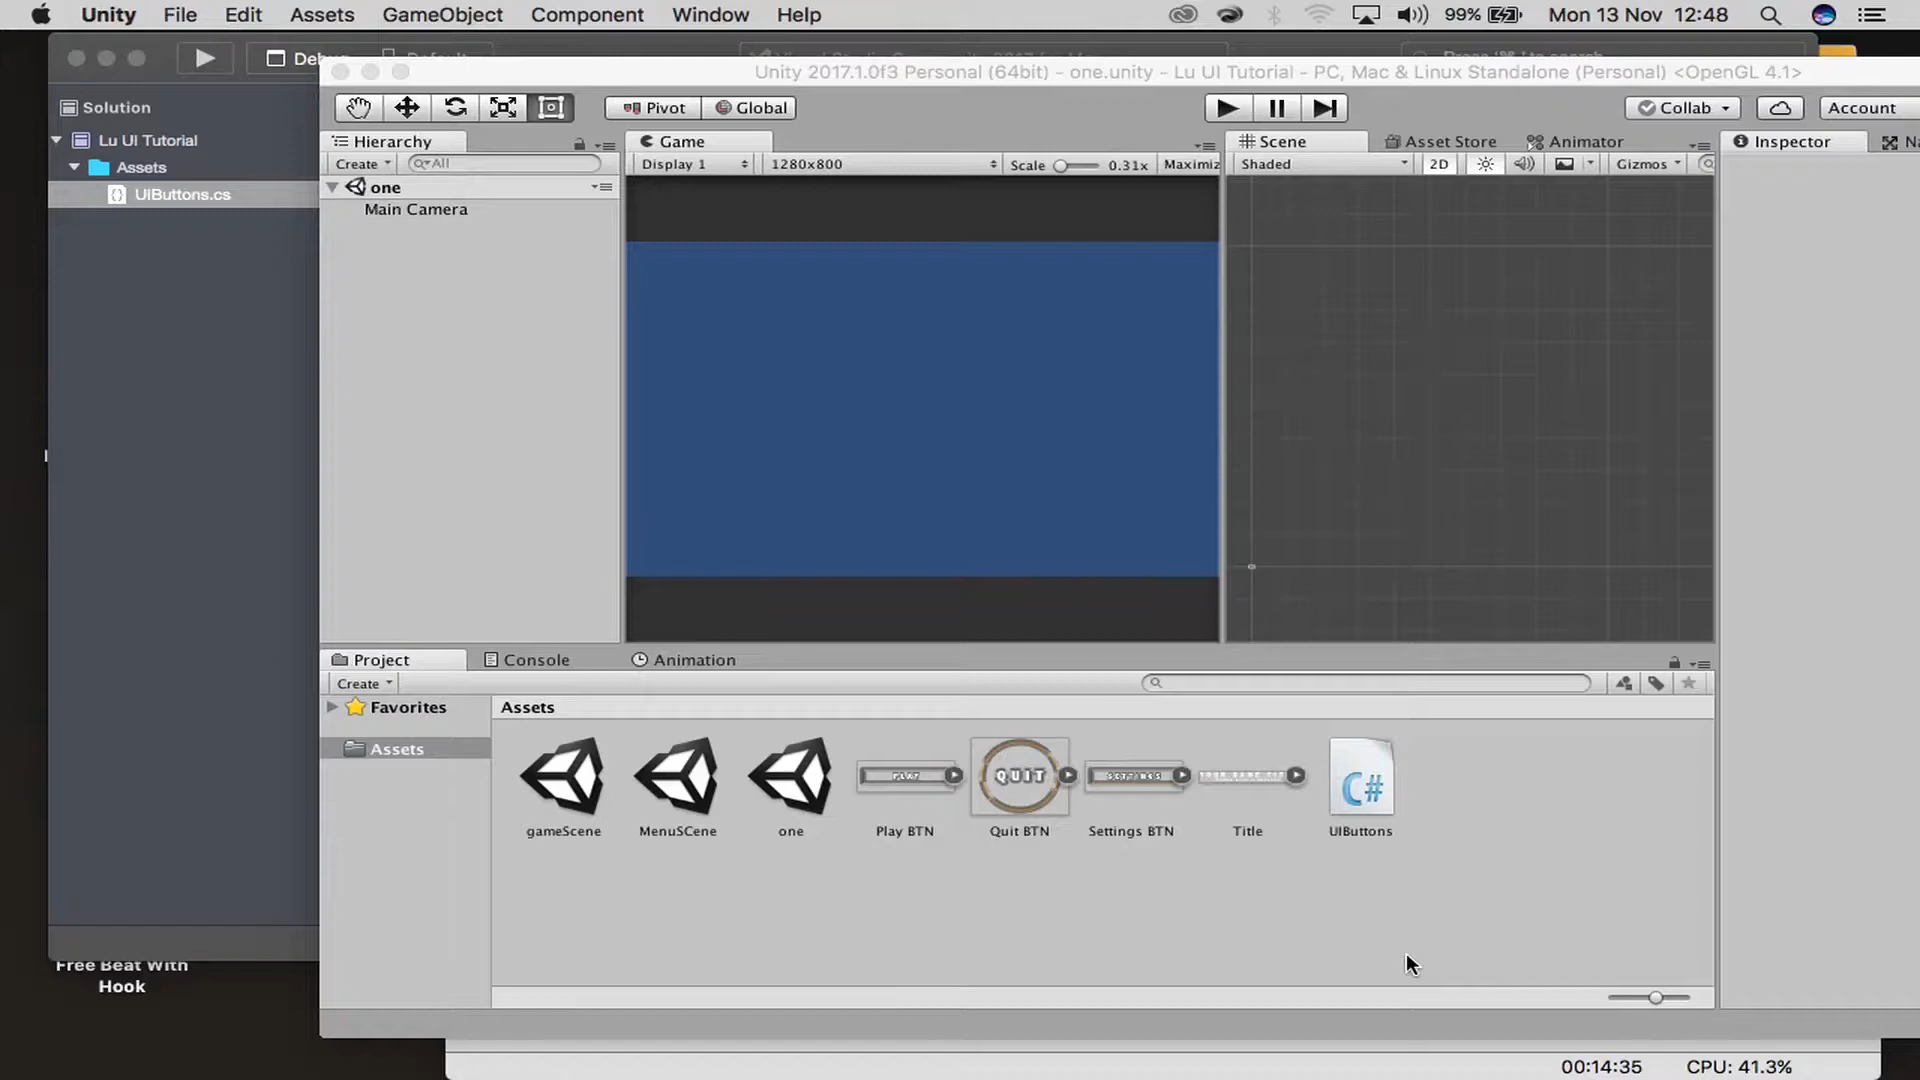 Unity File Edit Assets GameObject Component Window Help 99% Mon 13 Nov 12:48
Unity 2017.1.0f3 Personal (64bit) - one.unity - Lu UI Tutorial - PC, Mac & Linux Standalone (Personal) <OpenGL 4.1>
Pivot Global Collab Account
Solution
Lu UI Tutorial
Assets
UIButtons.cs
Hierarchy Game Scene Asset Store Animator Inspector
Create All Display 1 1280x800 Scale 0.31x Maximiz Shaded 2D Gizmos
one
Main Camera
Project Console Animation
Create
Favorites Assets
Assets
PLAY QUIT SETTINGS C#
gameScene MenuSCene one Play BTN Quit BTN Settings BTN Title UIButtons
Free Beat With
Hook
00:14:35 CPU: 41.3%